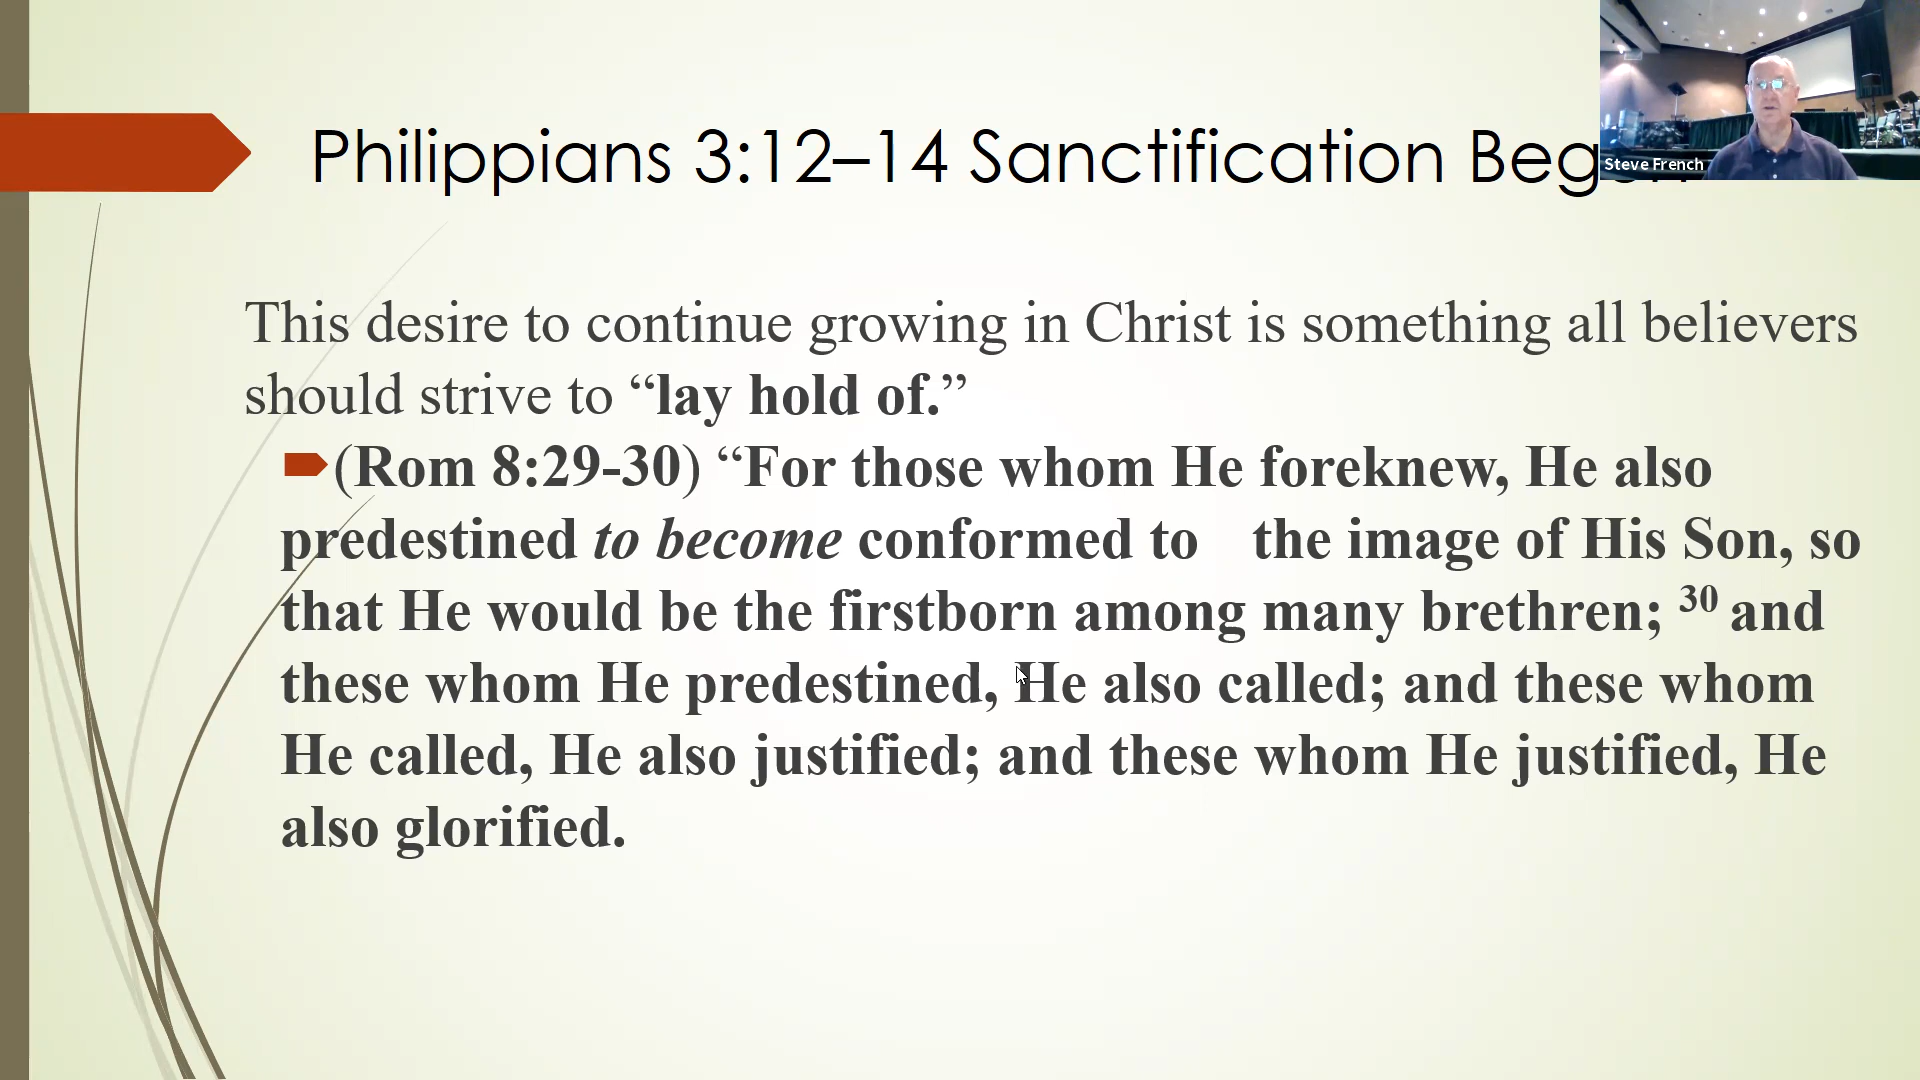 Philippians 3:12–14 Sanctification
Steve French
This desire to continue growing in Christ is something all believers
should strive to “lay hold of.”
(Rom 8:29-30) “For those whom He foreknew, He also
predestined to become conformed to the image of His Son, so
that He would be the firstborn among many brethren; 30 and
these whom He predestined, He also called; and these whom
He called, He also justified; and these whom He justified, He
also glorified.